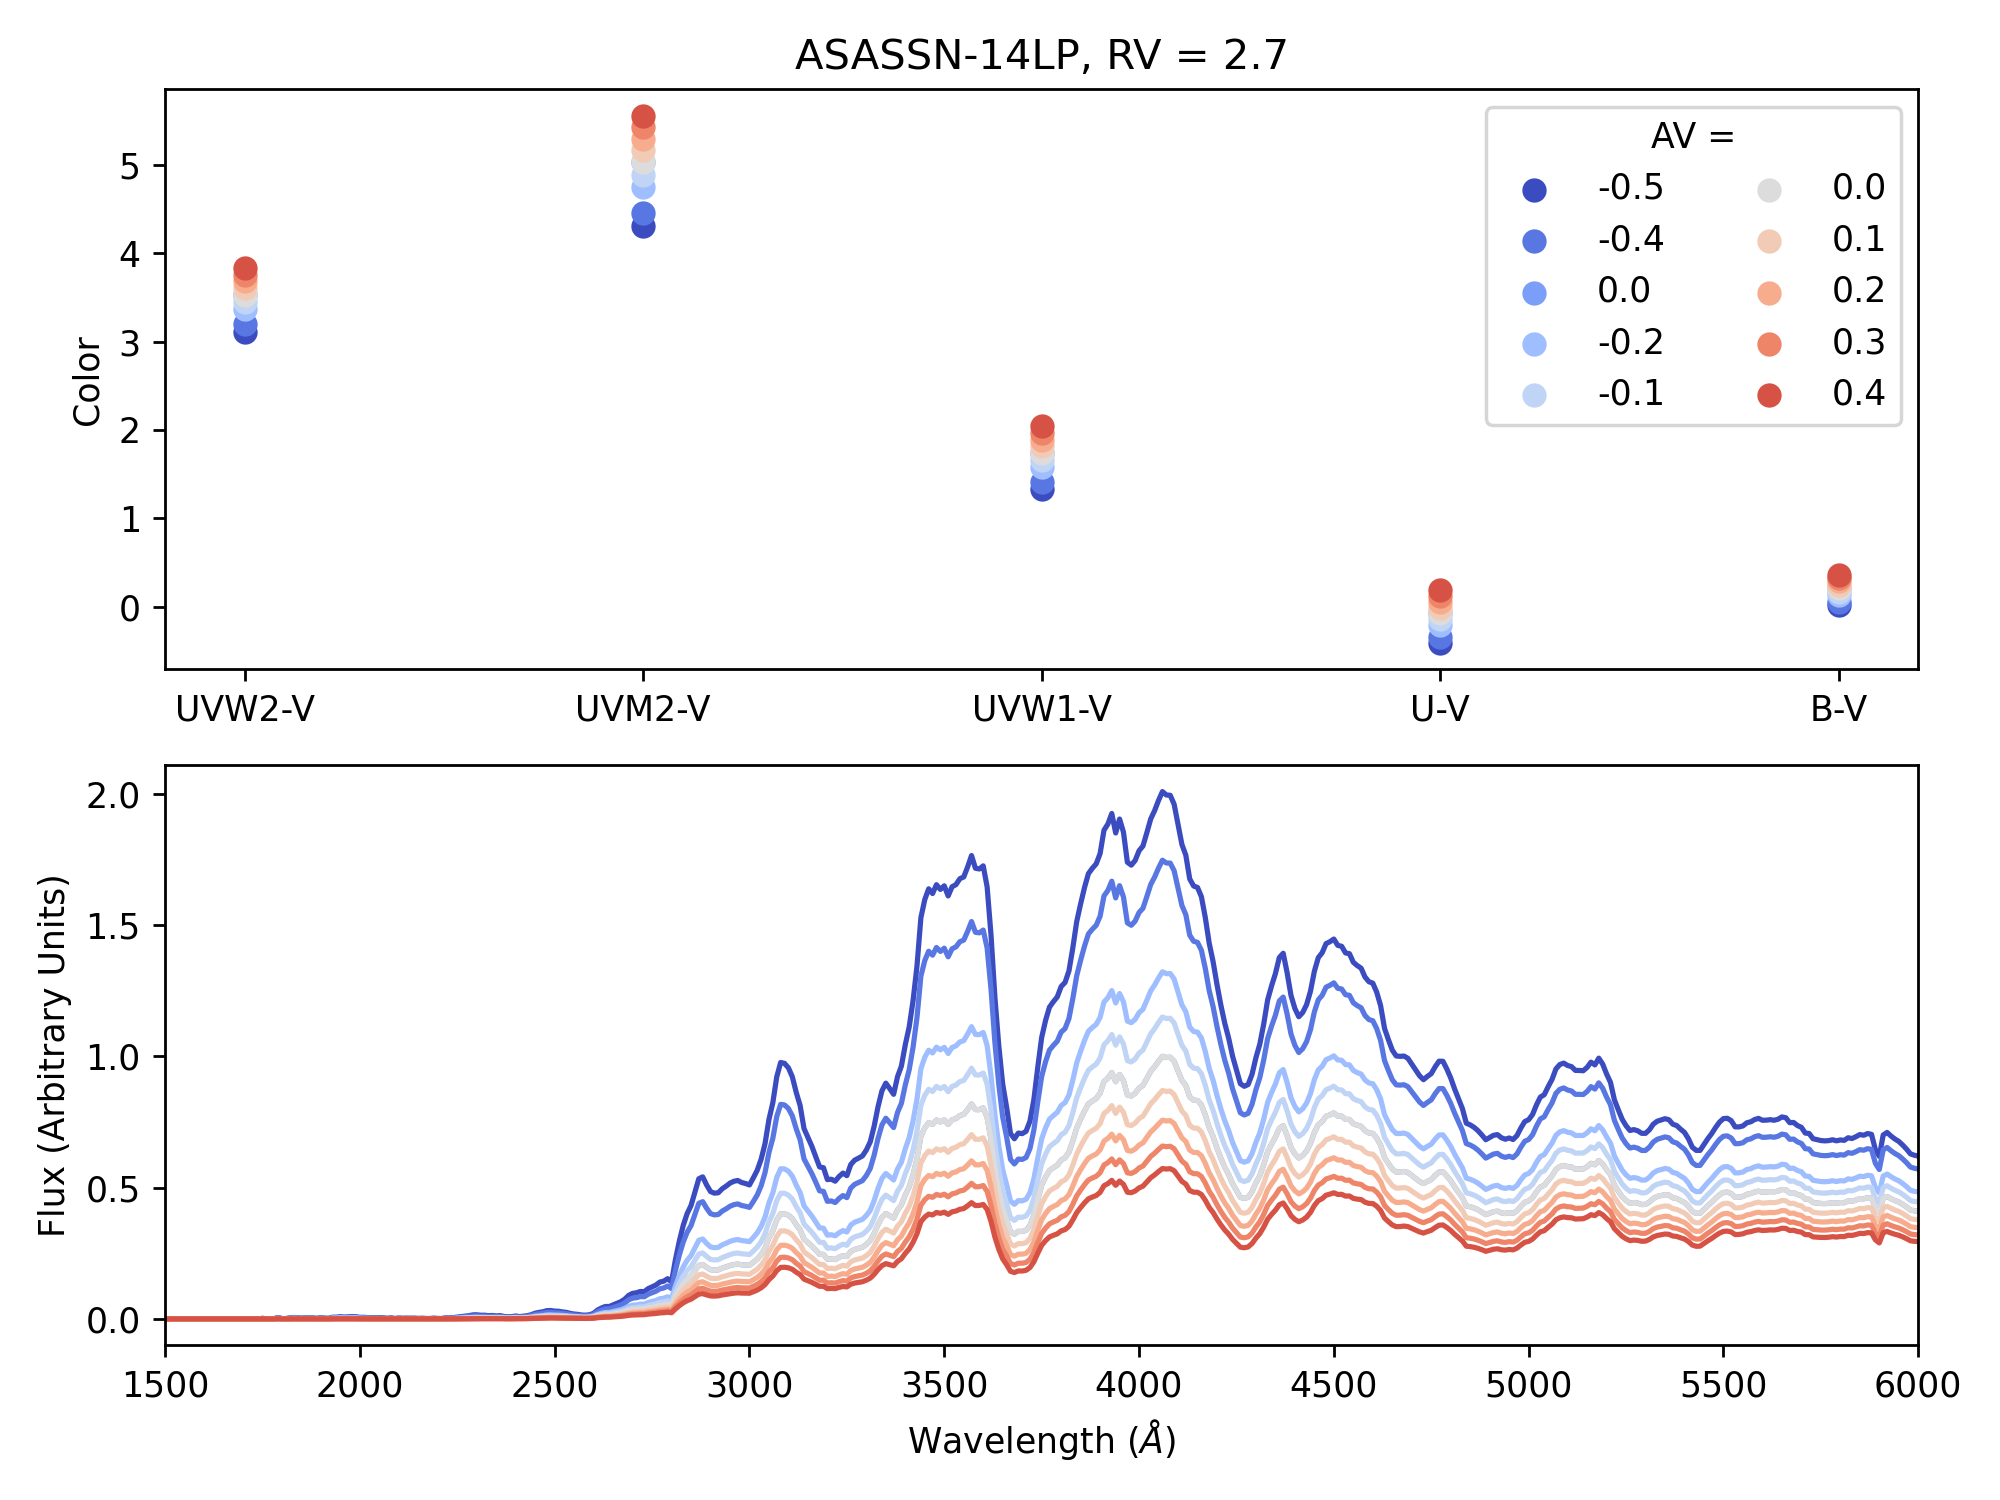 ASASSN-14LP, RV = 2.7
Color
5
4
3
2
1
0
AV =
-0.5 0.0
-0.4 0.1
0.0 0.2
-0.2 0.3
-0.1 0.4
UVW2-V UVM2-V UVW1-V U-V B-V
Flux (Arbitrary Units)
2.0
1.5
1.0
0.5
0.0
1500 2000 2500 3000 3500 4000 4500 5000 5500 6000
Wavelength (Å)